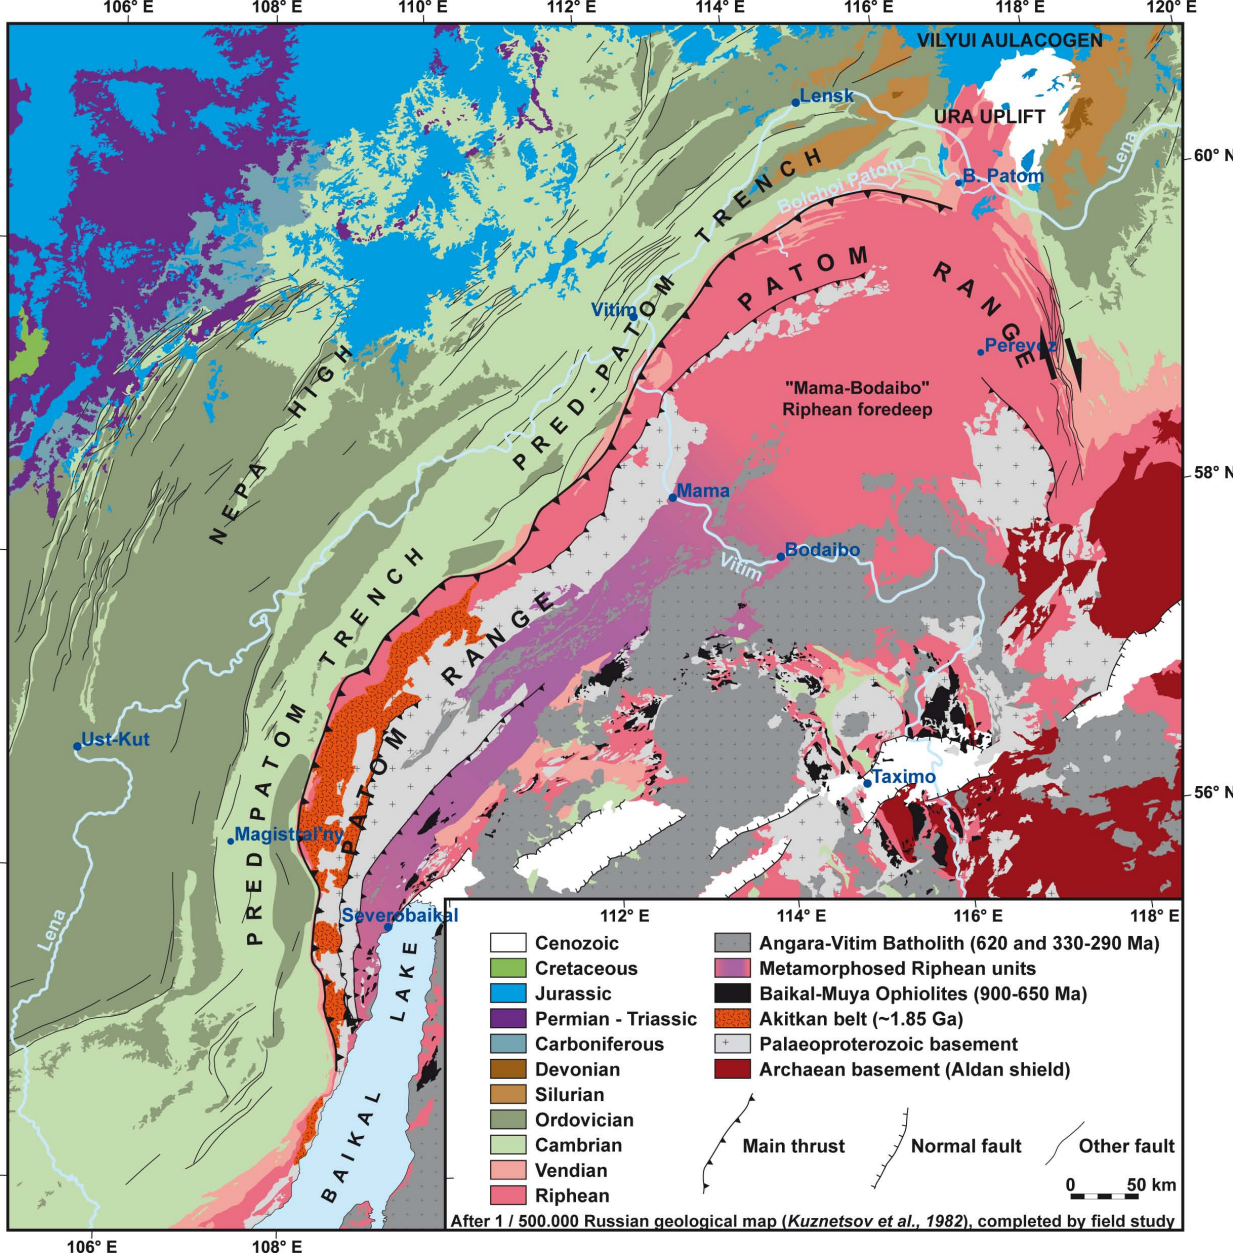 106° E 108° E 110° E 112° E 114° E 116° E 118° E 120° E
VILYUI AULACOGEN
Lensk
URA UPLIFT
60° N
Lena
Bolchoï Patom
B. Patom
PRED-PATOM TRENCH
PATOM RANGE
Vitim
Perevoz
NEPA HIGH
"Mama-Bodaibo"
Riphean foredeep
58° N
Mama
Bodaibo
Vitim
PRED PATOM TRENCH
PATOM RANGE
Ust-Kut
Taximo
56° N
Magistral'ny
Lena
Severobaikal
BAIKAL LAKE
112° E 114° E 116° E 118° E
Cenozoic
Cretaceous
Jurassic
Permian - Triassic
Carboniferous
Devonian
Silurian
Ordovician
Cambrian
Vendian
Riphean
Angara-Vitim Batholith (620 and 330-290 Ma)
Metamorphosed Riphean units
Baikal-Muya Ophiolites (900-650 Ma)
Akitkan belt (~1.85 Ga)
Palaeoproterozoic basement
Archaean basement (Aldan shield)
Main thrust
Normal fault
Other fault
0 50 km
After 1 / 500.000 Russian geological map (Kuznetsov et al., 1982), completed by field study
106° E 108° E